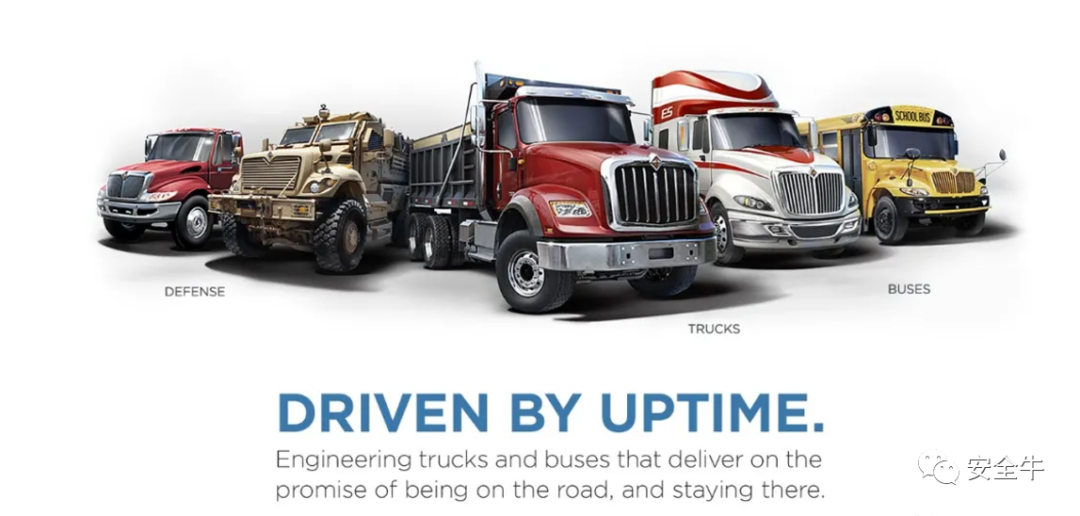 ES
SCHOOL BUS
DEFENSE
BUSES
TRUCKS
DRIVEN BY UPTIME.
Engineering trucks and buses that deliver on the
promise of being on the road, and staying there.
安全牛